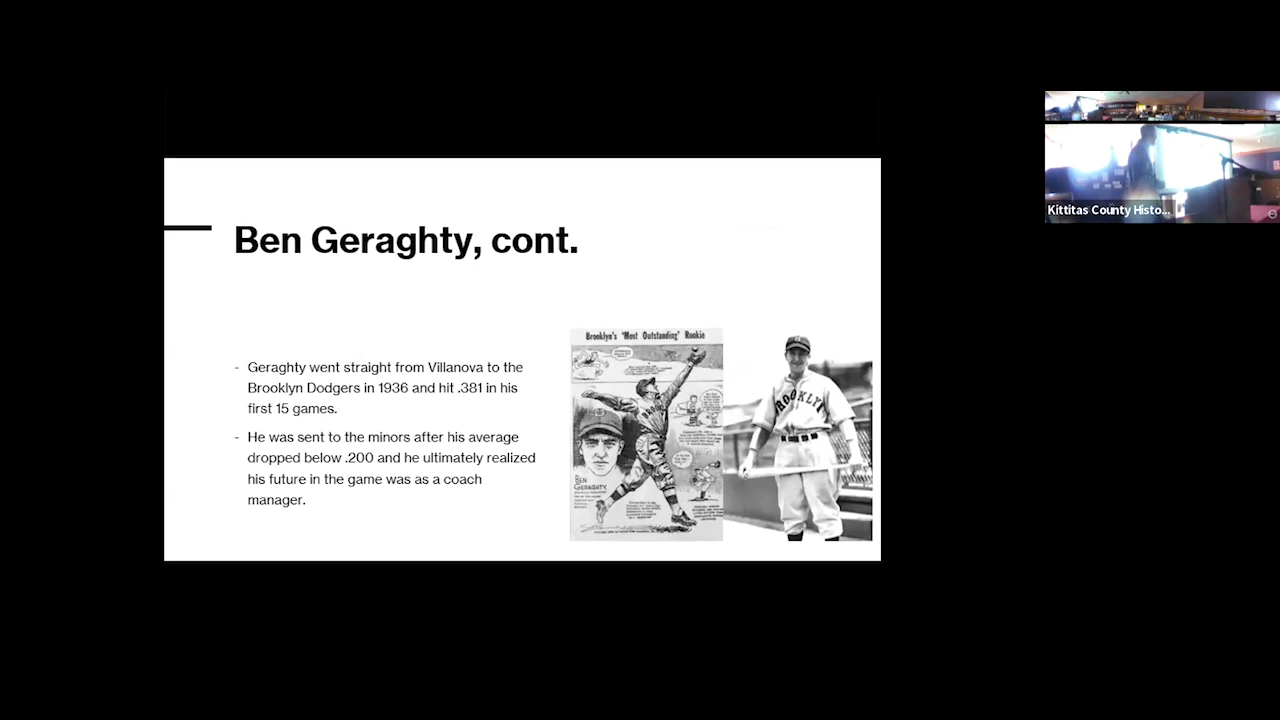 Ben Geraghty, cont.
- Geraghty went straight from Villanova to the
Brooklyn Dodgers in 1936 and hit .381 in his
first 15 games.
- He was sent to the minors after his average
dropped below .200 and he ultimately realized
his future in the game was as a coach
manager.
Brooklyn's 'Most Outstanding' Rookie
BROOKLYN
BEN
GERAGHTY
BROOKLYN
Kittitas County Histo...